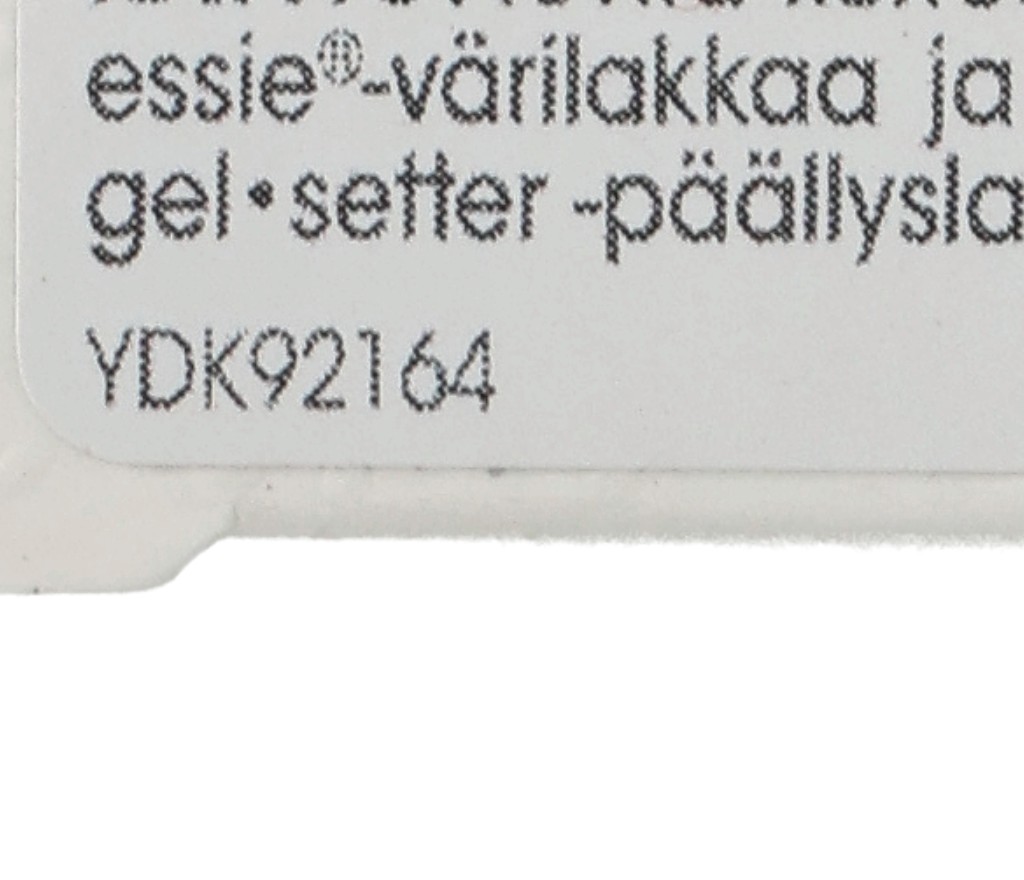 essie®-värilakkaa ja
gel•setter -päällysla
YDK92164